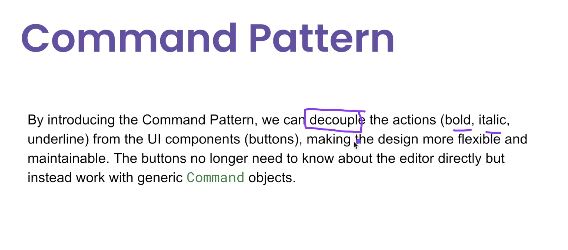 Command Pattern
By introducing the Command Pattern, we can decouple the actions (bold, italic,
underline) from the UI components (buttons), making the design more flexible and
maintainable. The buttons no longer need to know about the editor directly but
instead work with generic Command objects.